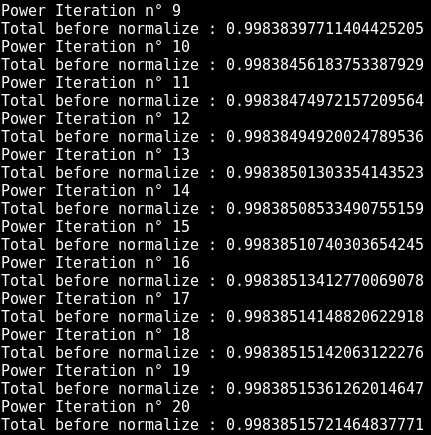 Power Iteration n° 9
Total before normalize : 0.99838397711404425205
Power Iteration n° 10
Total before normalize : 0.99838456183753387929
Power Iteration n° 11
Total before normalize : 0.99838474972157209564
Power Iteration n° 12
Total before normalize : 0.99838494920024789536
Power Iteration n° 13
Total before normalize : 0.99838501303354143523
Power Iteration n° 14
Total before normalize : 0.99838508533490755159
Power Iteration n° 15
Total before normalize : 0.99838510740303654245
Power Iteration n° 16
Total before normalize : 0.99838513412770069078
Power Iteration n° 17
Total before normalize : 0.99838514148820622918
Power Iteration n° 18
Total before normalize : 0.99838515142063122276
Power Iteration n° 19
Total before normalize : 0.99838515361262014647
Power Iteration n° 20
Total before normalize : 0.99838515721464837771